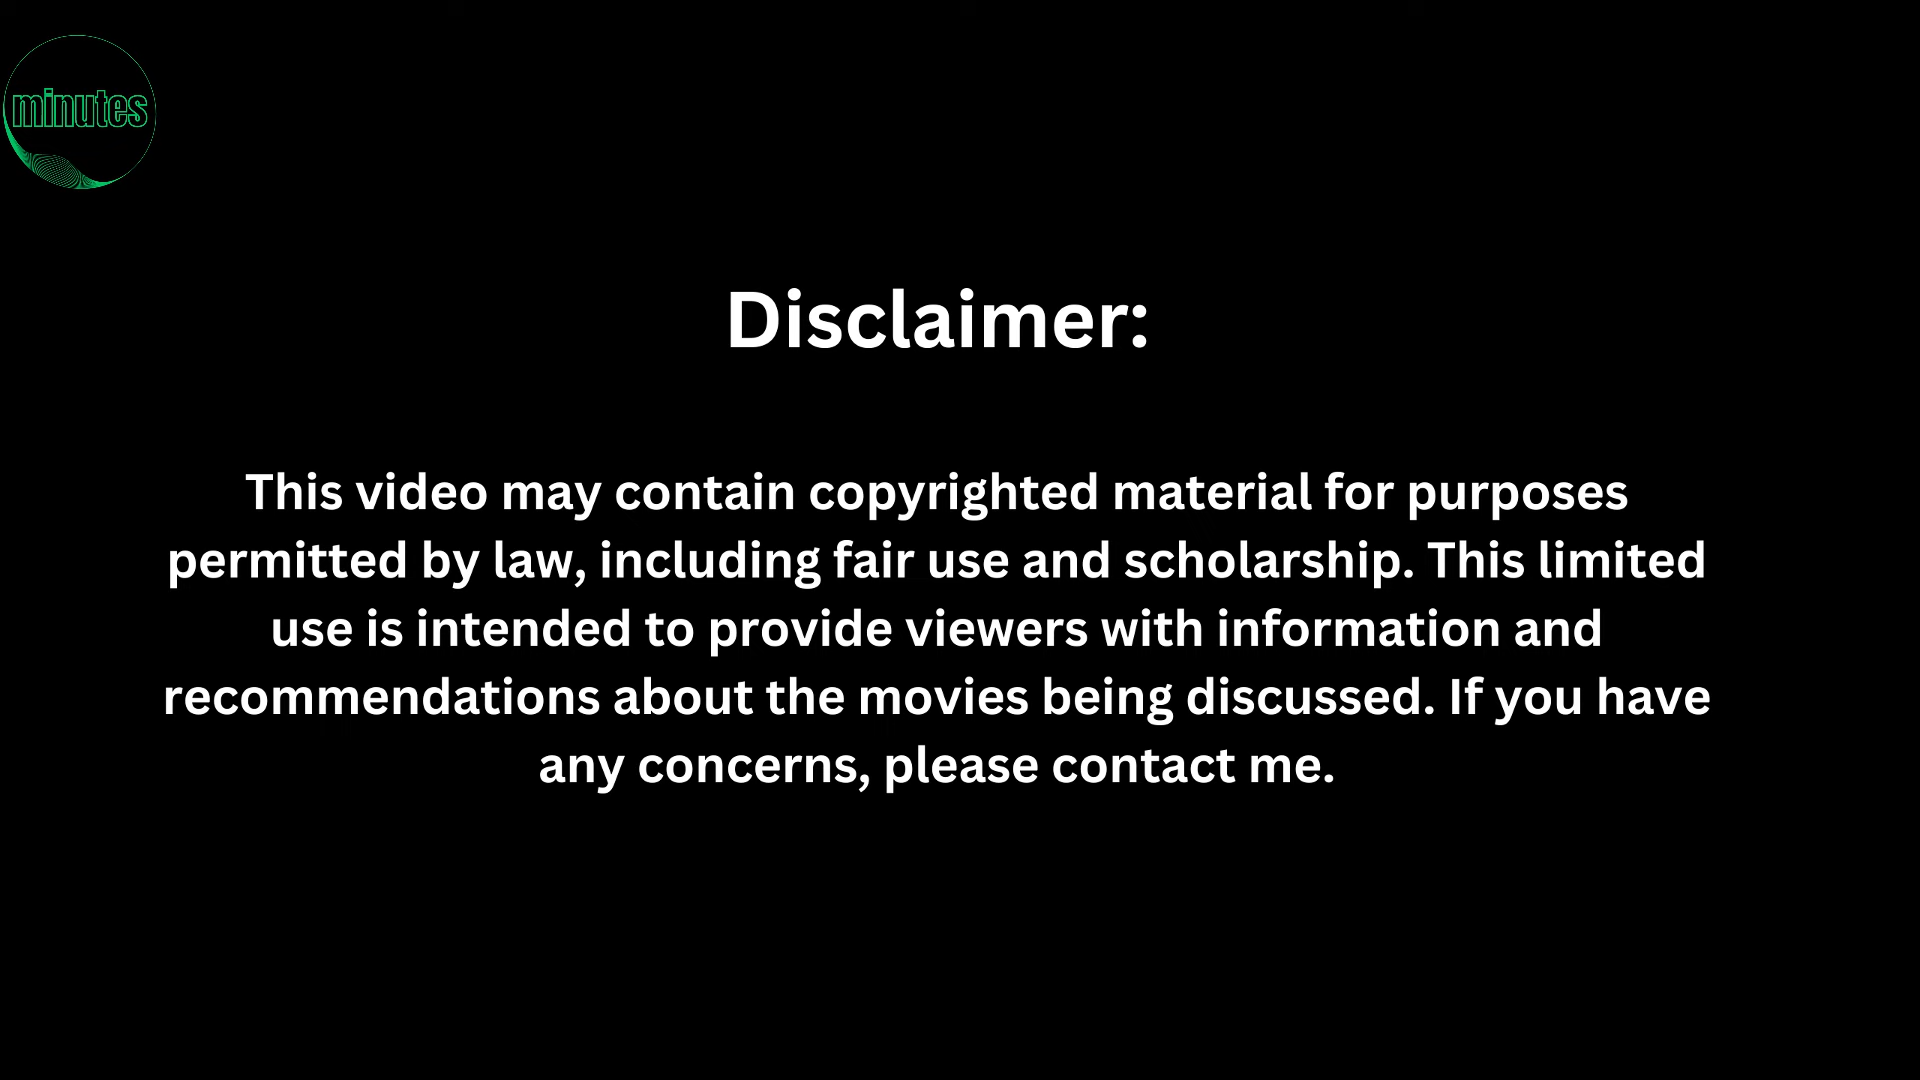 minutes
Disclaimer:
This video may contain copyrighted material for purposes
permitted by law, including fair use and scholarship. This limited
use is intended to provide viewers with information and
recommendations about the movies being discussed. If you have
any concerns, please contact me.